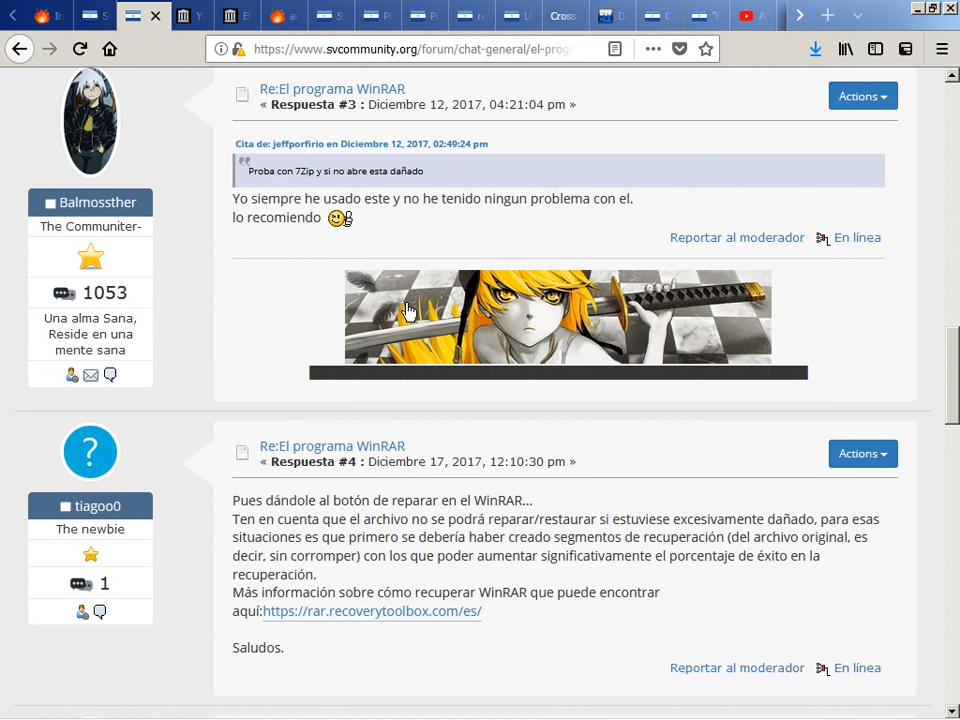 In
S
Y
El
a
S
Pi
P
re
Li
Cross
D
C
"E
A
https://www.svcommunity.org/forum/chat-general/el-prog
Re:El programa WinRAR
« Respuesta #3 : Diciembre 12, 2017, 04:21:04 pm »
Actions
Cita de: jeffporfirio en Diciembre 12, 2017, 02:49:24 pm
Proba con 7Zip y si no abre esta dañado
Yo siempre he usado este y no he tenido ningun problema con el.
lo recomiendo
Reportar al moderador
En línea
Balmossther
The Communiter-
1053
Una alma Sana,
Reside en una
mente sana
Re:El programa WinRAR
« Respuesta #4 : Diciembre 17, 2017, 12:10:30 pm »
Actions
?
tiagoo0
The newbie
1
Pues dándole al botón de reparar en el WinRAR...
Ten en cuenta que el archivo no se podrá reparar/restaurar si estuviese excesivamente dañado, para esas
situaciones es que primero se debería haber creado segmentos de recuperación (del archivo original, es
decir, sin corromper) con los que poder aumentar significativamente el porcentaje de éxito en la
recuperación.
Más información sobre cómo recuperar WinRAR que puede encontrar
aquí:https://rar.recoverytoolbox.com/es/
Saludos.
Reportar al moderador
En línea